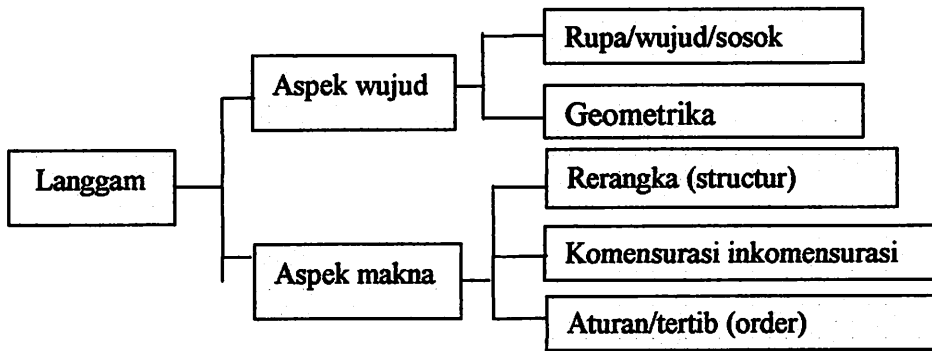 Langgam
Aspek wujud
Rupa/wujud/sosok
Geometrika
Aspek makna
Rerangka (structur)
Komensurasi inkomensurasi
Aturan/tertib (order)